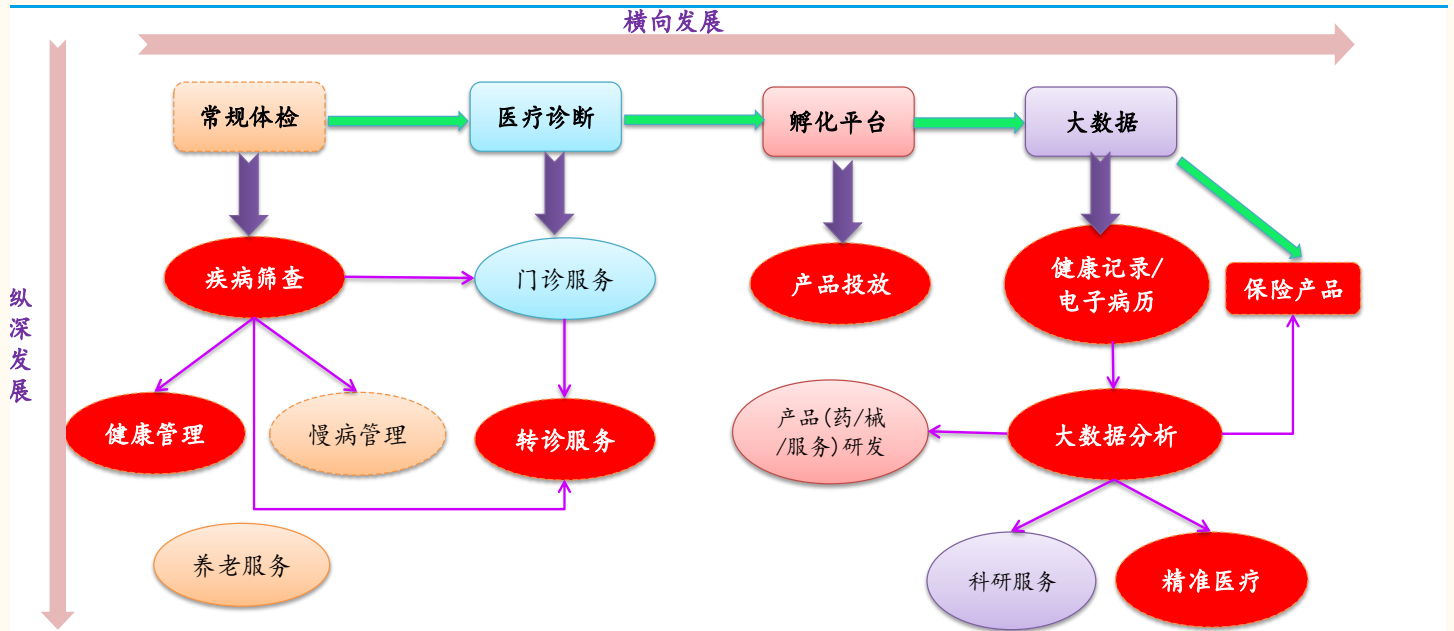 横向发展
常规体检
医疗诊断
孵化平台
大数据
疾病筛查
门诊服务
产品投放
健康记录/
电子病历
保险产品
纵
深
发
展
健康管理
慢病管理
转诊服务
产品(药/械
/服务)研发
大数据分析
养老服务
科研服务
精准医疗